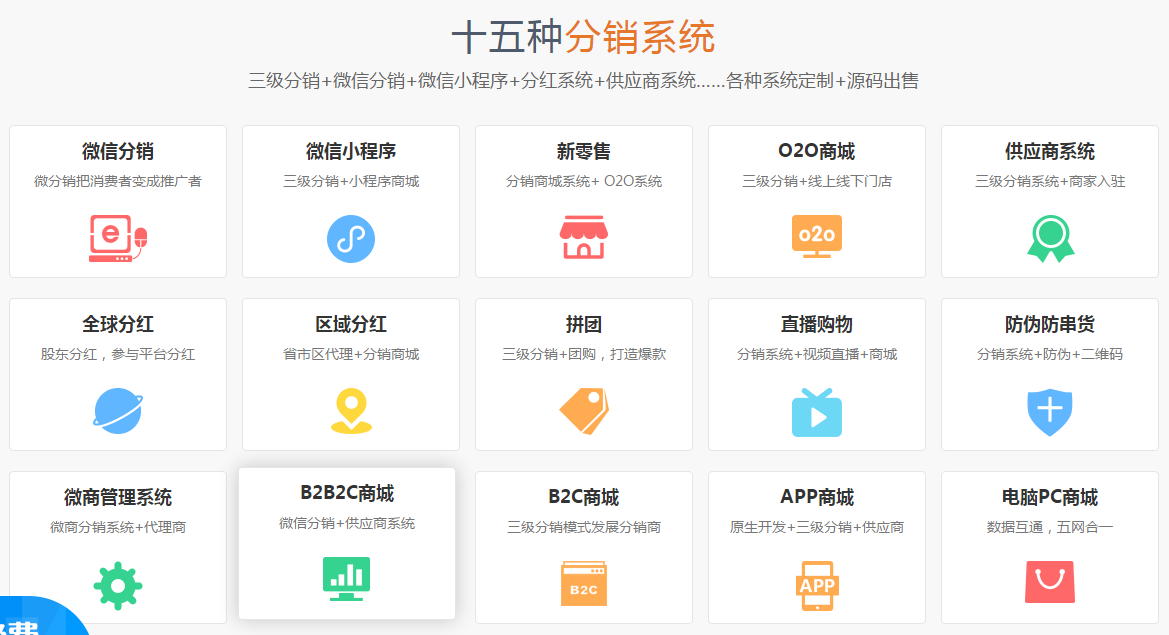 十五种分销系统
三级分销+微信分销+微信小程序+分红系统+供应商系统......各种系统定制+源码出售
微信分销
微分销把消费者变成推广者
微信小程序
三级分销+小程序商城
新零售
分销商城系统+ O2O系统
O2O商城
三级分销+线上线下门店
o2o
供应商系统
三级分销系统+商家入驻
全球分红
股东分红，参与平台分红
区域分红
省市区代理+分销商城
拼团
三级分销+团购，打造爆款
直播购物
分销系统+视频直播+商城
防伪防串货
分销系统+防伪+二维码
微商管理系统
微商分销系统+代理商
B2B2C商城
微信分销+供应商系统
B2C商城
三级分销模式发展分销商
B2C
APP商城
原生开发+三级分销+供应商
APP
电脑PC商城
数据互通，五网合一
费